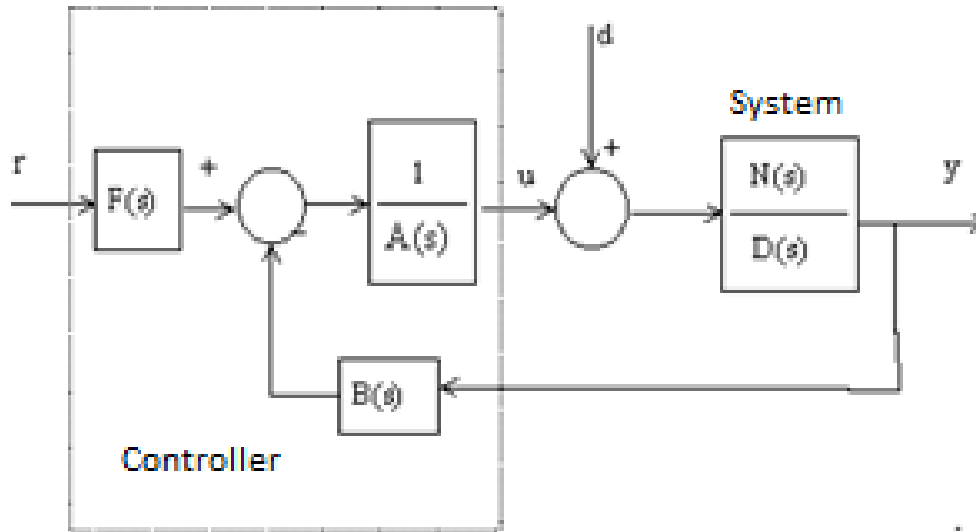 d
System
r
F(s)
+
-
1
A(s)
u
+
N(s)
D(s)
y
B(s)
Controller